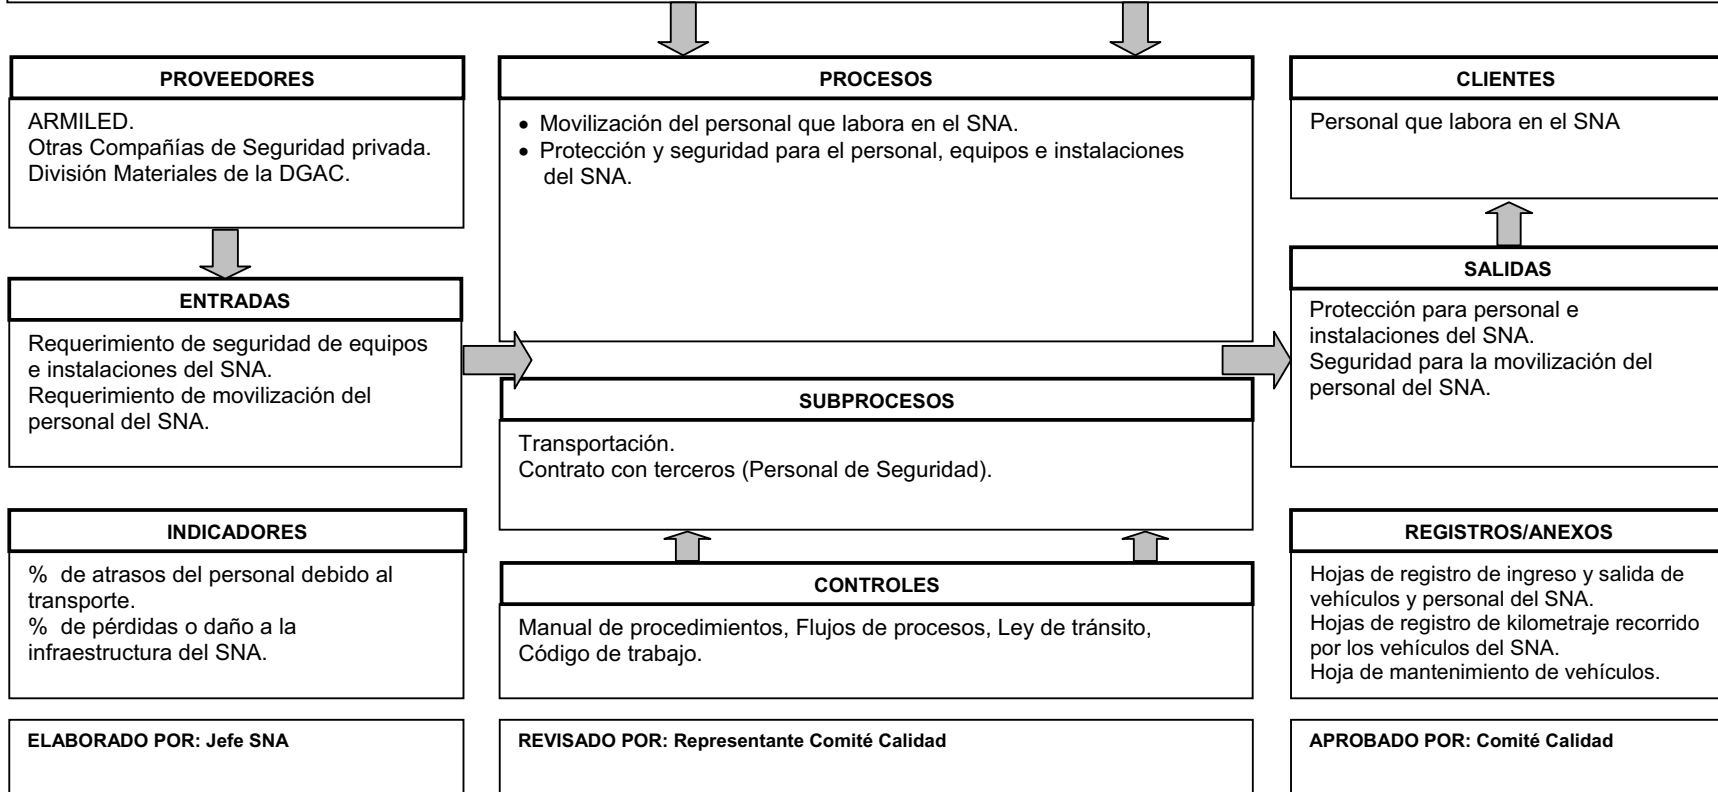 PROVEEDORES
ARMILED.
Otras Compañías de Seguridad privada.
División Materiales de la DGAC.
ENTRADAS
Requerimiento de seguridad de equipos
e instalaciones del SNA.
Requerimiento de movilización del
personal del SNA.
INDICADORES
% de atrasos del personal debido al
transporte.
% de pérdidas o daño a la
infraestructura del SNA.
PROCESOS
• Movilización del personal que labora en el SNA.
• Protección y seguridad para el personal, equipos e instalaciones
del SNA.
SUBPROCESOS
Transportación.
Contrato con terceros (Personal de Seguridad).
CONTROLES
Manual de procedimientos, Flujos de procesos, Ley de tránsito,
Código de trabajo.
CLIENTES
Personal que labora en el SNA
SALIDAS
Protección para personal e
instalaciones del SNA.
Seguridad para la movilización del
personal del SNA.
REGISTROS/ANEXOS
Hojas de registro de ingreso y salida de
vehículos y personal del SNA.
Hojas de registro de kilometraje recorrido
por los vehículos del SNA.
Hoja de mantenimiento de vehículos.
ELABORADO POR: Jefe SNA
REVISADO POR: Representante Comité Calidad
APROBADO POR: Comité Calidad